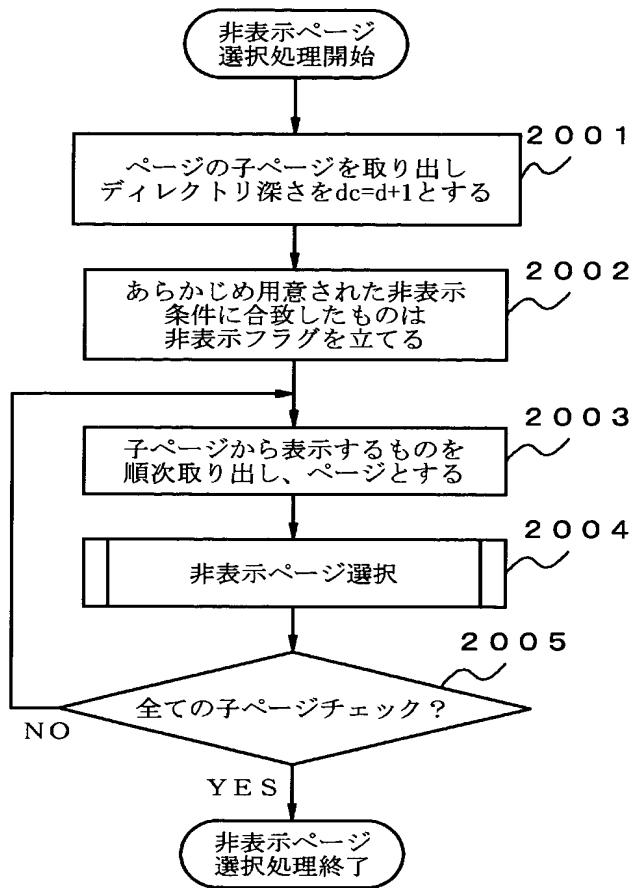 非表示ページ
選択処理開始
2001
ページの子ページを取り出し
ディレクトリ深さをdc=d+1とする
2002
あらかじめ用意された非表示
条件に合致したものは
非表示フラグを立てる
2003
子ページから表示するものを
順次取り出し、ページとする
2004
非表示ページ選択
2005
全ての子ページチェック？
NO
YES
非表示ページ
選択処理終了